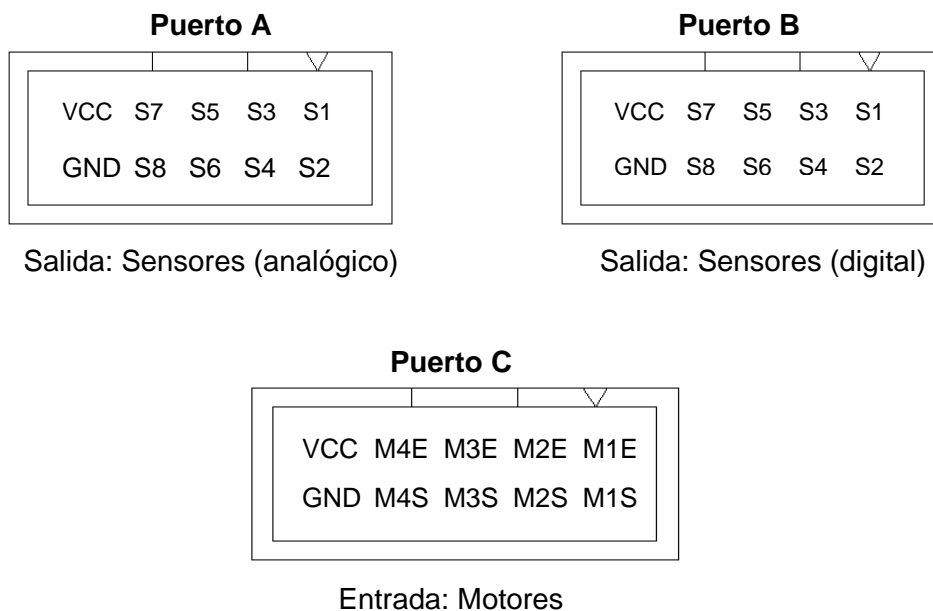 Puerto A
VCC S7 S5 S3 S1
GND S8 S6 S4 S2
Salida: Sensores (analógico)
Puerto B
VCC S7 S5 S3 S1
GND S8 S6 S4 S2
Salida: Sensores (digital)
Puerto C
VCC M4E M3E M2E M1E
GND M4S M3S M2S M1S
Entrada: Motores